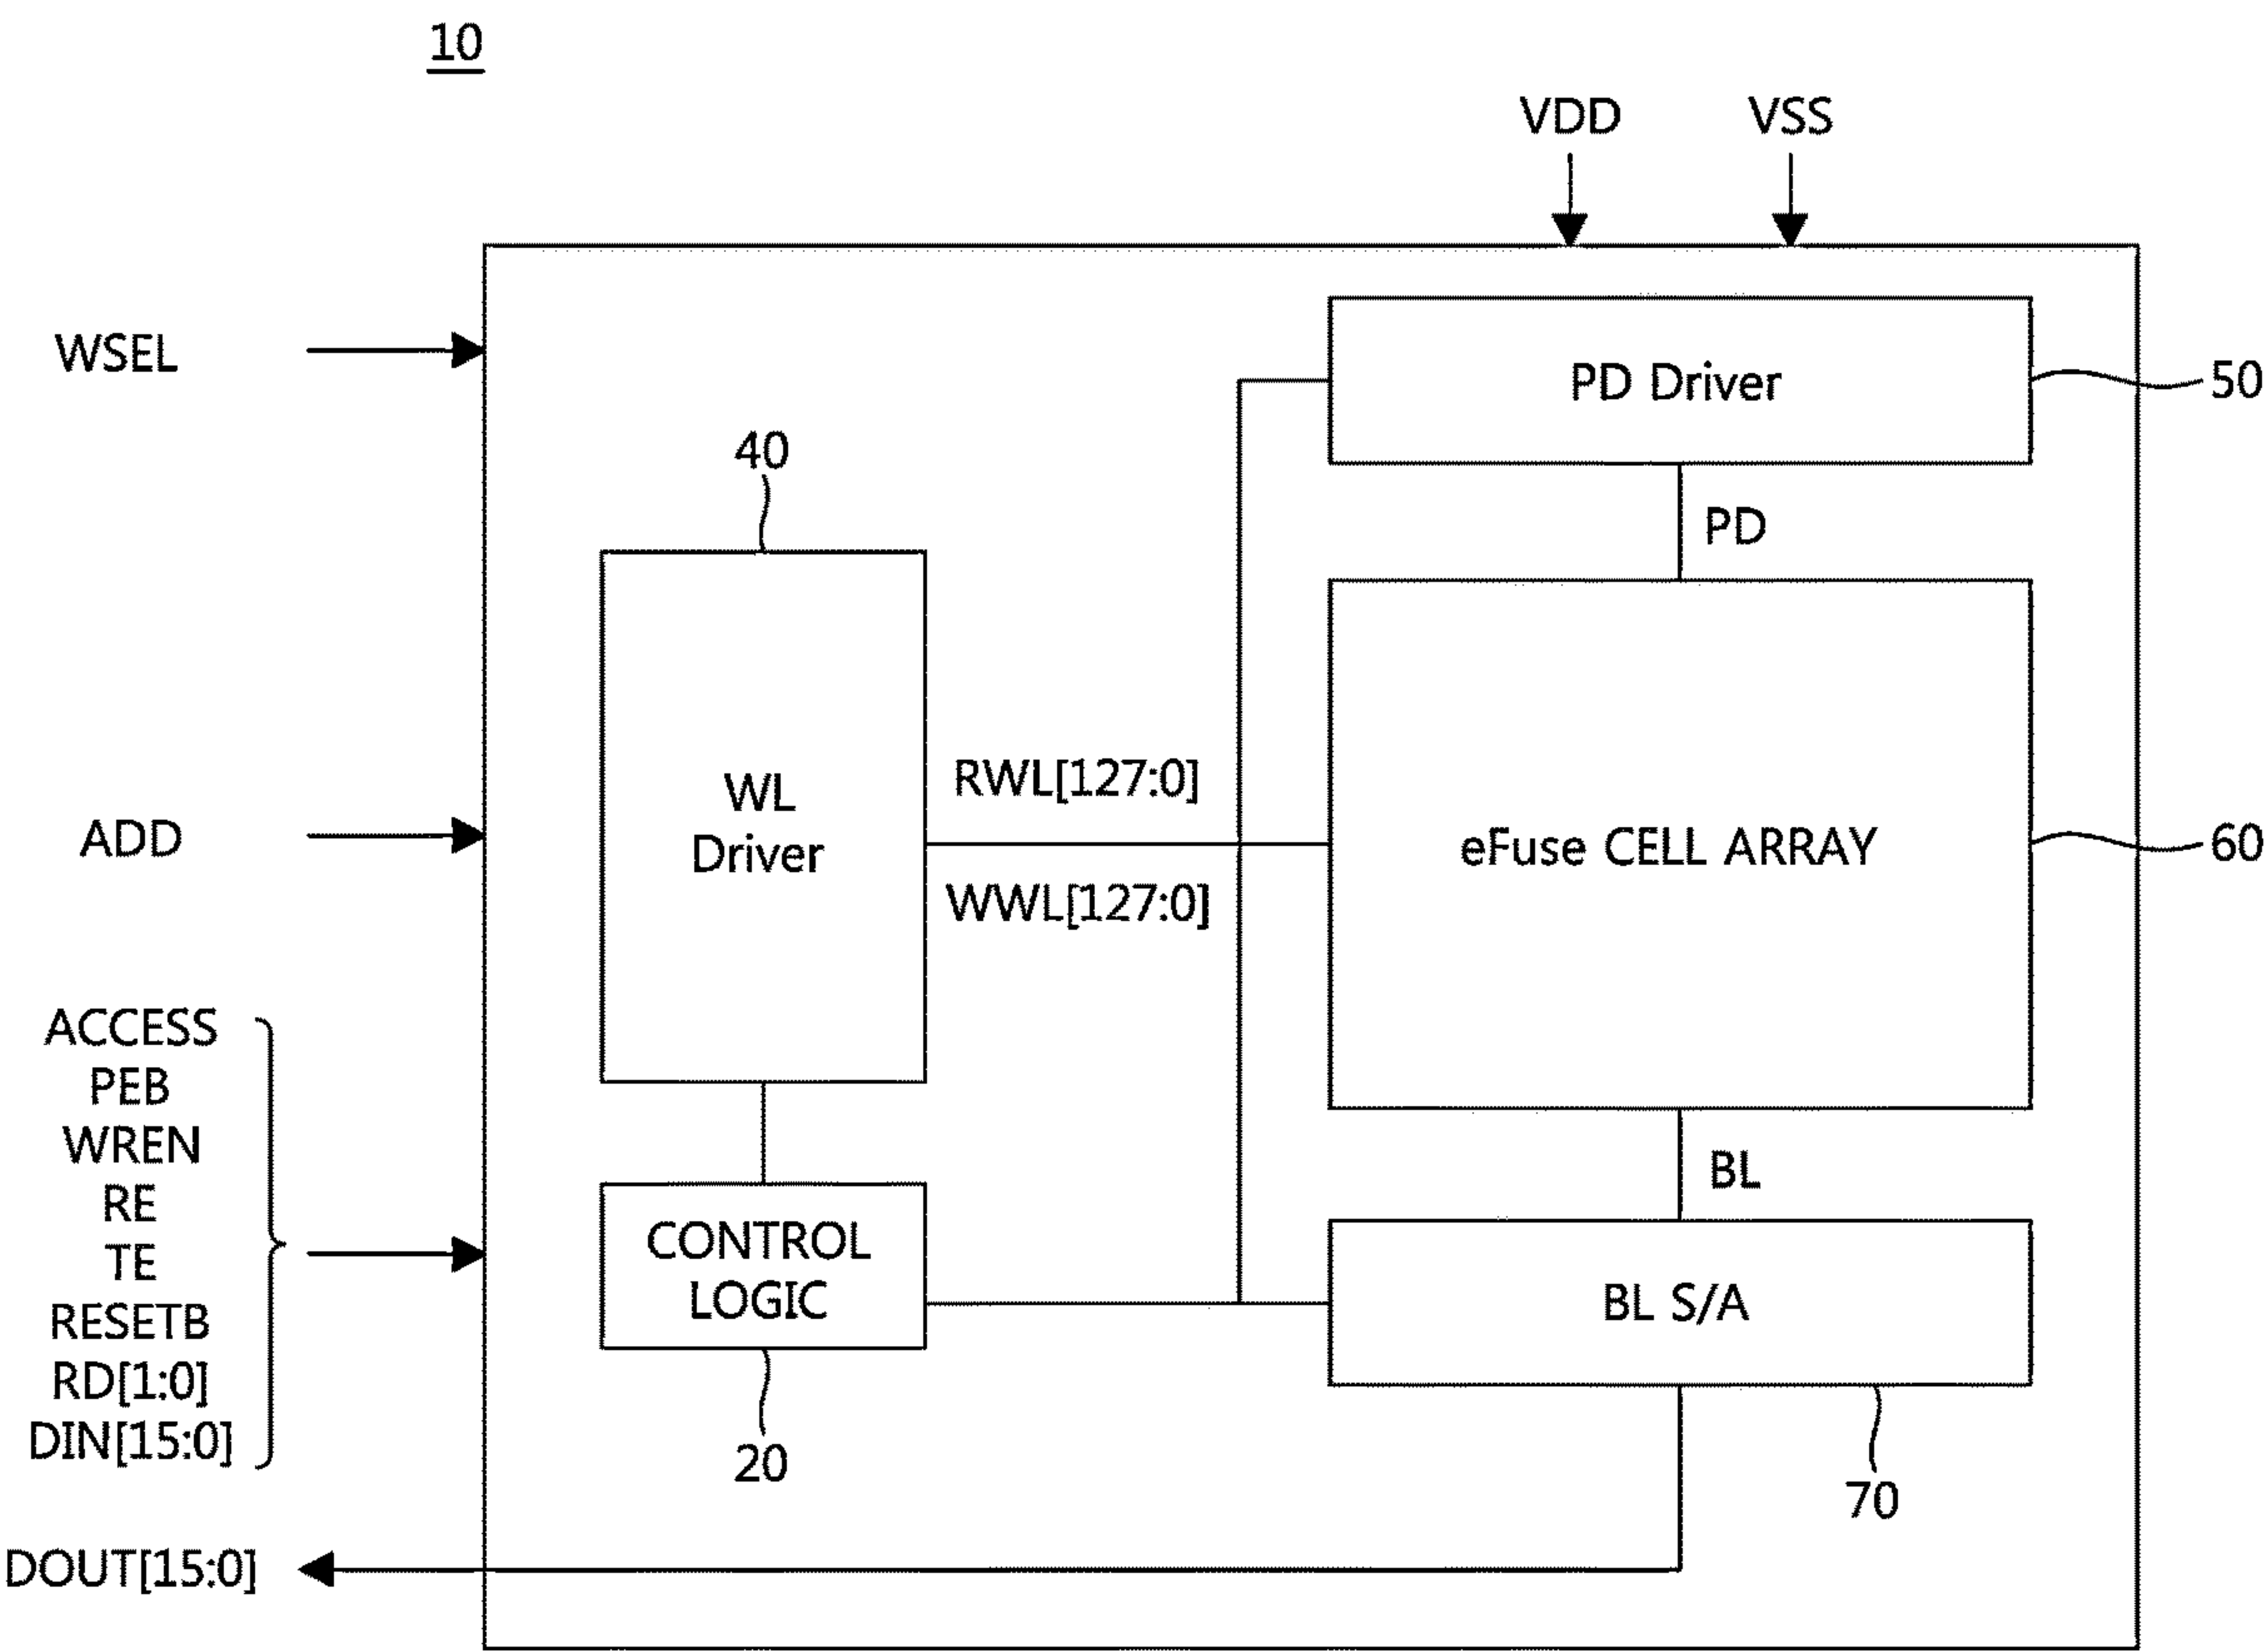 10
VDD
VSS
WSEL
PD Driver
50
40
PD
WL
Driver
RWL[127:0]
WWL[127:0]
eFuse CELL ARRAY
60
ADD
ACCESS
PEB
WREN
RE
TE
RESETB
RD[1:0]
DIN[15:0]
BL
CONTROL
LOGIC
BL S/A
20
70
DOUT[15:0]